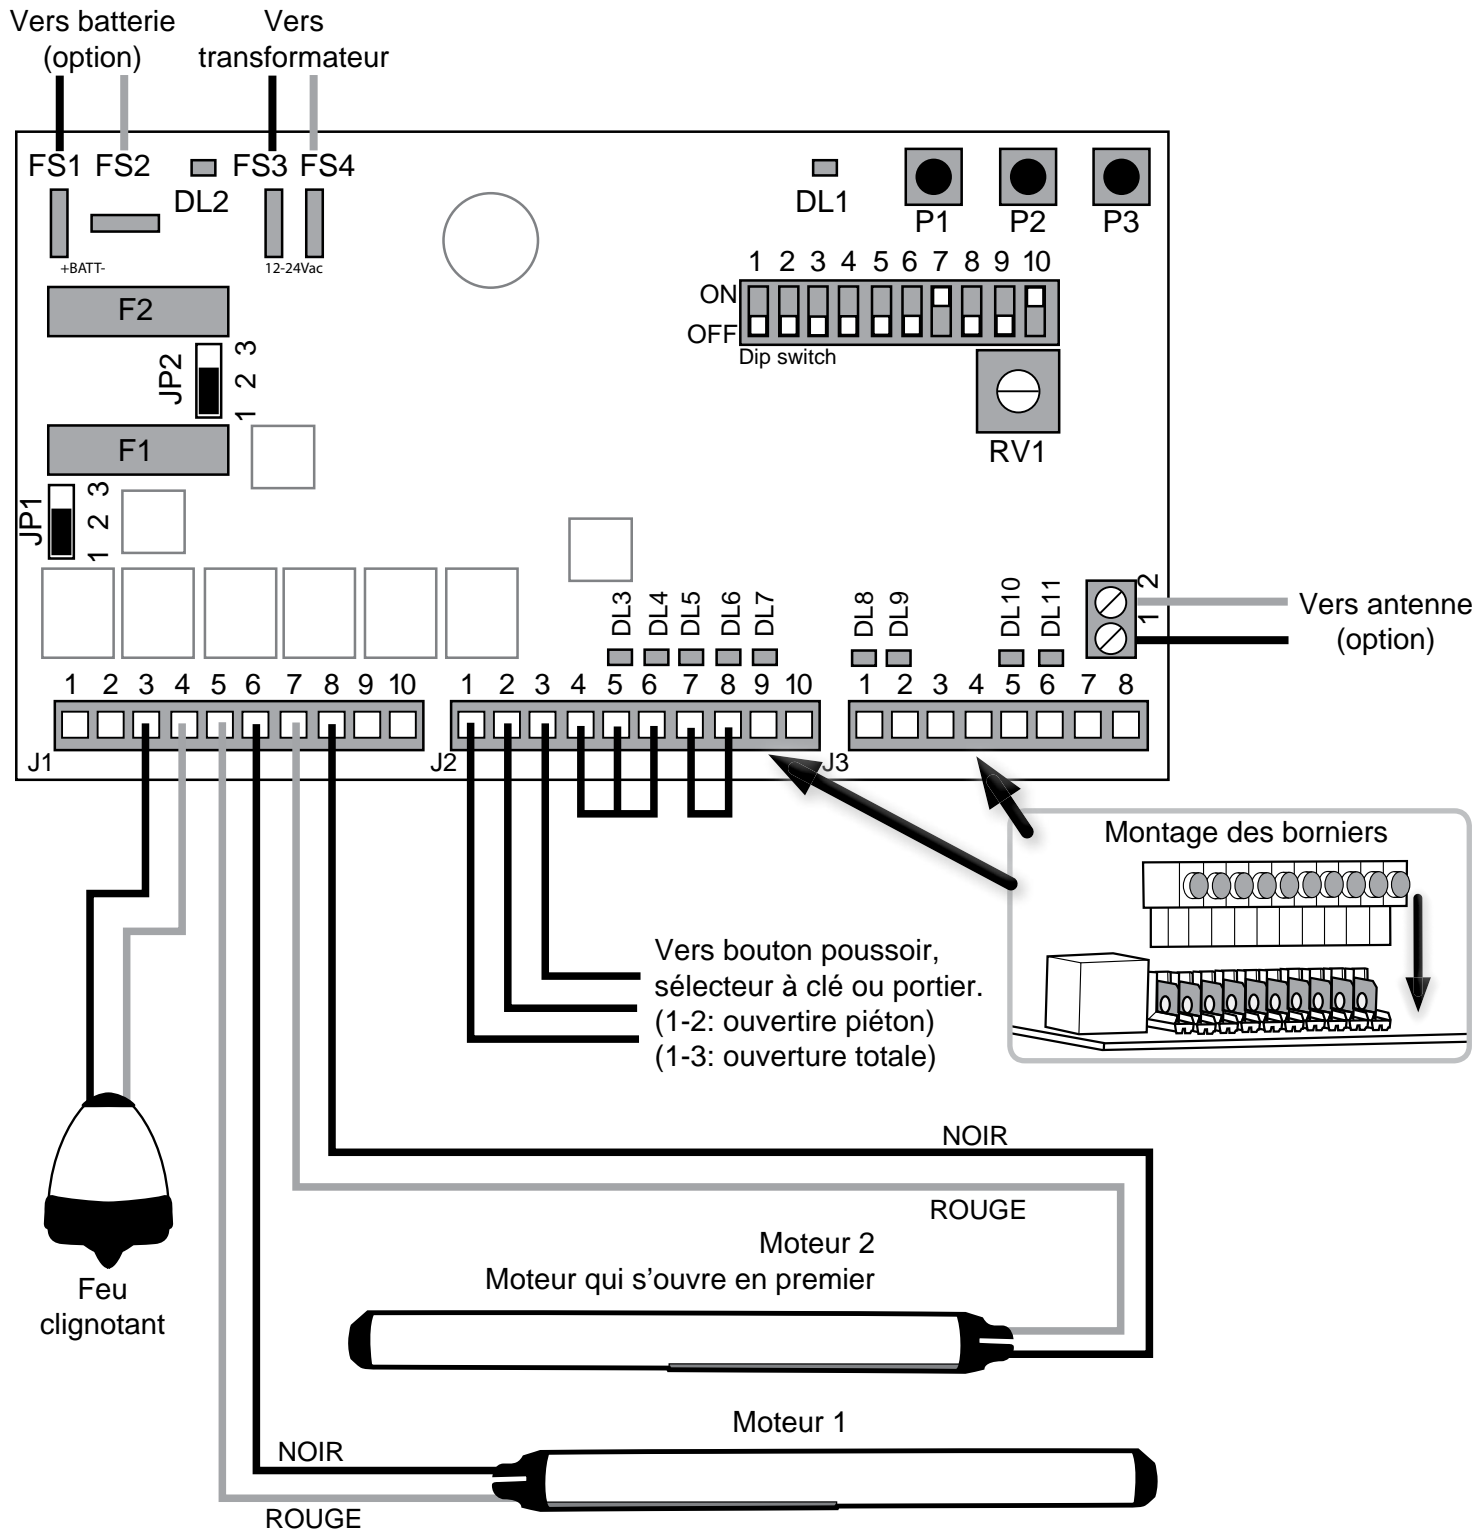 Vers batterie
(option)
Vers
transformateur
FS1 FS2
DL2
FS3 FS4
+BATT-
12-24Vac
DL1
P1 P2 P3
1 2 3 4 5 6 7 8 9 10
ON
OFF
Dip switch
RV1
F2
JP2
1 2 3
F1
JP1
1 2 3
DL3 DL4 DL5 DL6 DL7
DL8 DL9 DL10 DL11
1 2
Vers antenne
(option)
1 2 3 4 5 6 7 8 9 10
J1
1 2 3 4 5 6 7 8 9 10
J2
1 2 3 4 5 6 7 8
J3
Montage des borniers
Vers bouton poussoir,
sélecteur à clé ou portier.
(1-2: ouvertire piéton)
(1-3: ouverture totale)
NOIR
ROUGE
Feu
clignotant
Moteur 2
Moteur qui s’ouvre en premier
Moteur 1
NOIR
ROUGE